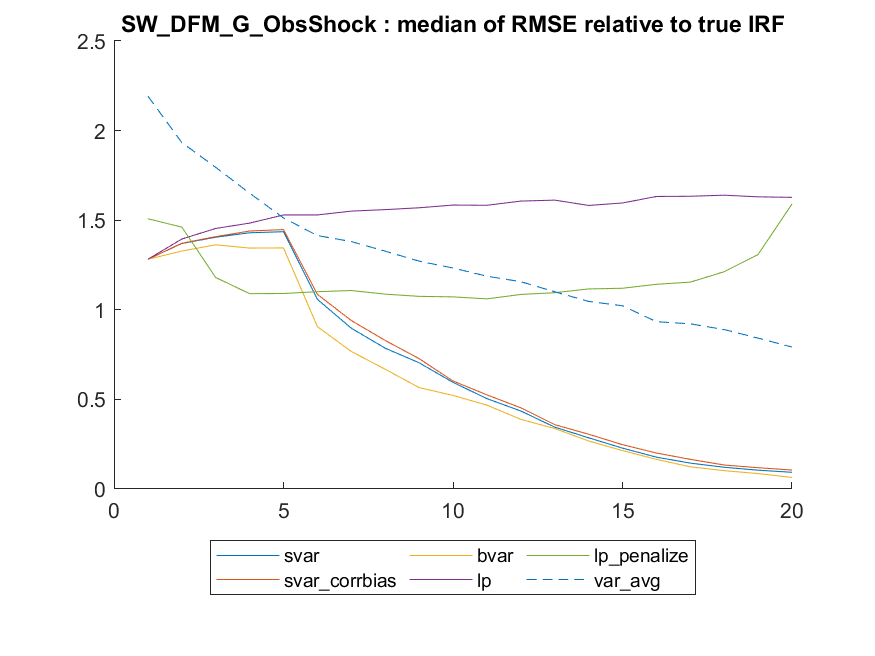 SW_DFM_G_ObsShock : median of RMSE relative to true IRF
2.5
2
1.5
1
0.5
0
0 5 10 15 20
svar bvar lp_penalize
svar_corrbias lp var_avg